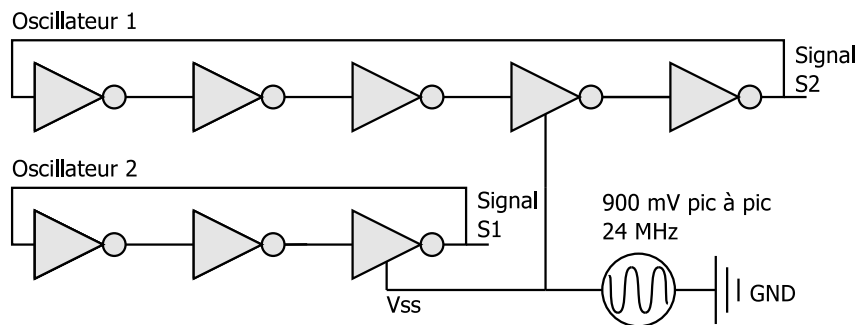 Oscillateur 1
Signal
S2
Oscillateur 2
Signal
S1
900 mV pic à pic
24 MHz
Vss
GND